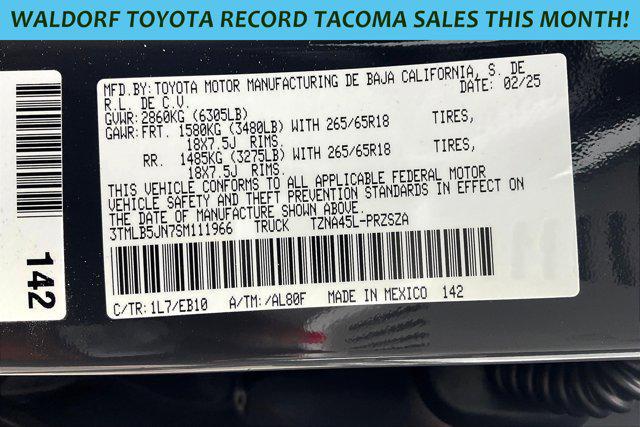 WALDORF TOYOTA RECORD TACOMA SALES THIS MONTH!
MFD.BY:TOYOTA MOTOR MANUFACTURING DE BAJA CALIFORNIA, S. DE
R.L. DE C.V. DATE: 02/25
GVWR:2860KG (6305LB)
GAWR:FRT. 1580KG (3480LB) WITH 265/65R18 TIRES,
18X7.5J RIMS.
RR. 1485KG (3275LB) WITH 265/65R18 TIRES,
18X7.5J RIMS.
THIS VEHICLE CONFORMS TO ALL APPLICABLE FEDERAL MOTOR
VEHICLE SAFETY AND THEFT PREVENTION STANDARDS IN EFFECT ON
THE DATE OF MANUFACTURE SHOWN ABOVE.
3TMLB5JN7SM111966 TRUCK TZNA45L-PRZSZA
C/TR:1L7/EB10 A/TM:/AL80F MADE IN MEXICO 142
142